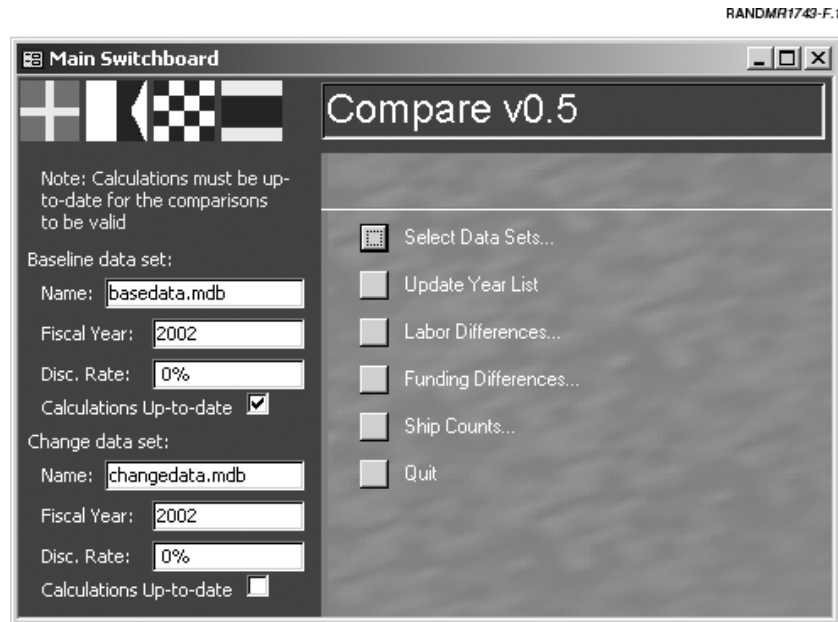 RANDMR1743-F.1
Main Switchboard
Compare v0.5
Note: Calculations must be up-
to-date for the comparisons
to be valid
Baseline data set:
Name: basedata.mdb
Fiscal Year: 2002
Disc. Rate: 0%
Calculations Up-to-date
Change data set:
Name: changedata.mdb
Fiscal Year: 2002
Disc. Rate: 0%
Calculations Up-to-date
Select Data Sets...
Update Year List
Labor Differences...
Funding Differences...
Ship Counts...
Quit